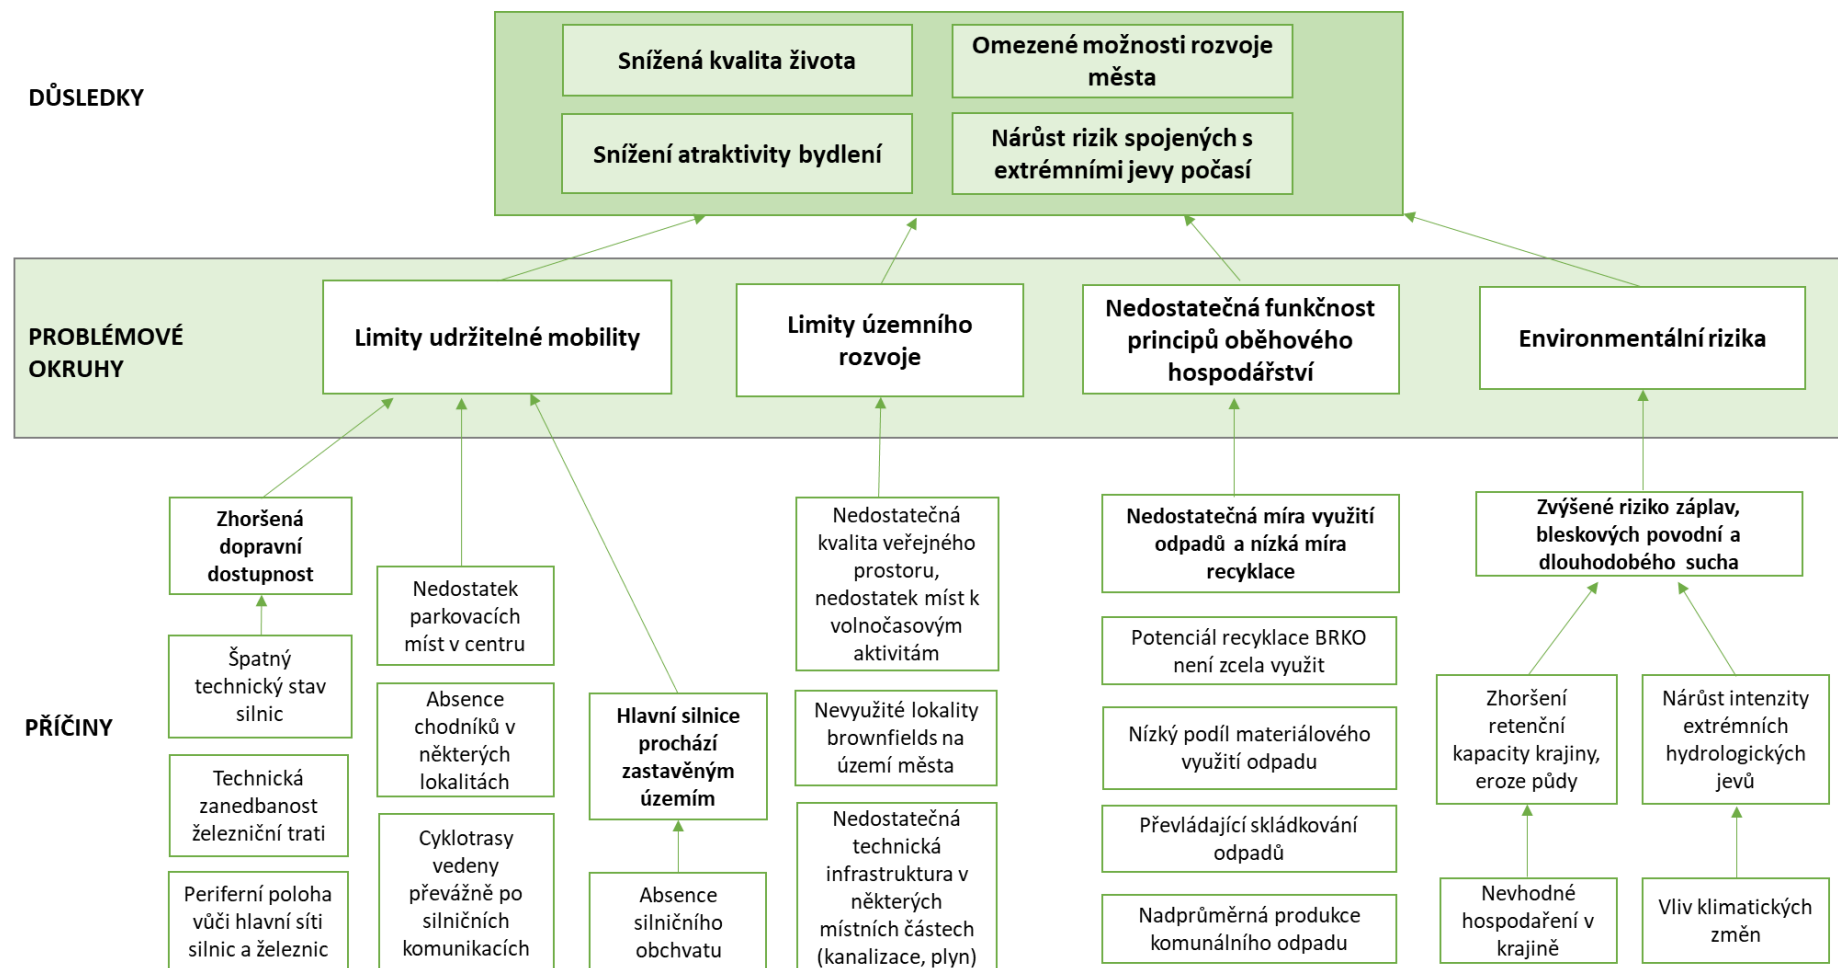 DŮSLEDKY
Snížená kvalita života
Omezené možnosti rozvoje
města
Snížení atraktivity bydlení
Nárůst rizik spojených s
extrémními jevy počasí
PROBLÉMOVÉ
OKRUHY
Limity udržitelné mobility
Limity územního
rozvoje
Nedostatečná funkčnost
principů oběhového
hospodářství
Environmentální rizika
PŘÍČINY
Zhoršená
dopravní
dostupnost
Špatný
technický stav
silnic
Technická
zanedbanost
železniční trati
Periferní poloha
vůči hlavní síti
silnic a železnic
Nedostatek
parkovacích
míst v centru
Absence
chodníků v
některých
lokalitách
Cyklotrasy
vedeny
převážně po
silničních
komunikacích
Hlavní silnice
prochází
zastavěným
územím
Absence
silničního
obchvatu
Nedostatečná
kvalita veřejného
prostoru,
nedostatek míst k
volnočasovým
aktivitám
Nevyužité lokality
brownfields na
území města
Nedostatečná
technická
infrastruktura v
některých
místních částech
(kanalizace, plyn)
Nedostatečná míra využití
odpadů a nízká míra
recyklace
Potenciál recyklace BRKO
není zcela využit
Nízký podíl materiálového
využití odpadu
Převládající skládkování
odpadů
Nadprůměrná produkce
komunálního odpadu
Zvýšené riziko záplav,
bleskových povodní a
dlouhodobého sucha
Zhoršení
retenční
kapacity krajiny,
eroze půdy
Nevhodné
hospodaření v
krajině
Nárůst intenzity
extrémních
hydrologických
jevů
Vliv klimatických
změn